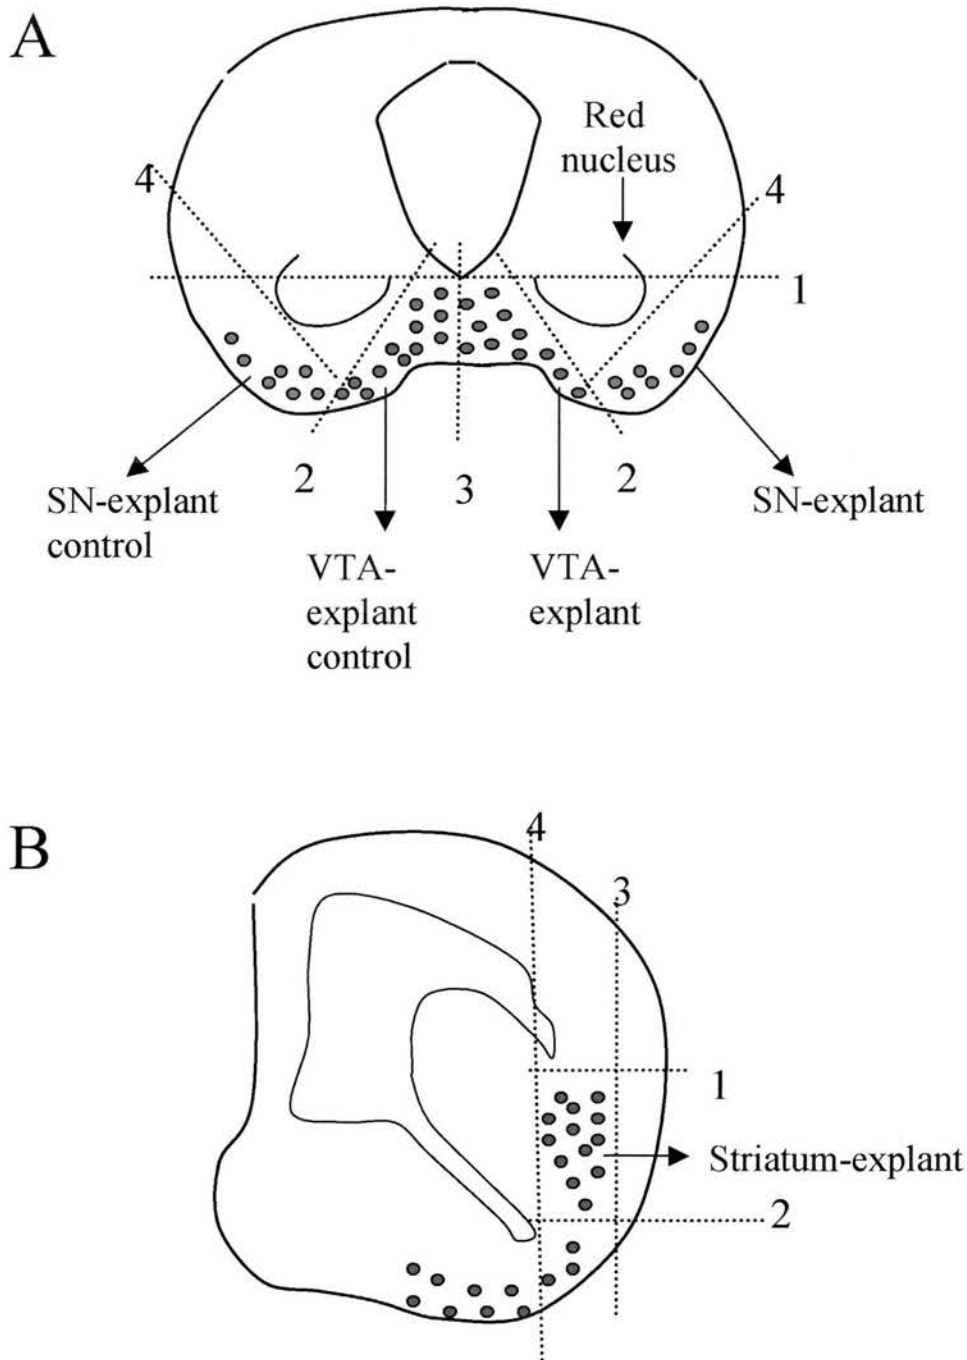 A
Red
nucleus
4
4
1
2
3
2
SN-explant
control
SN-explant
VTA-
explant
control
VTA-
explant
B
4
3
1
Striatum-explant
2